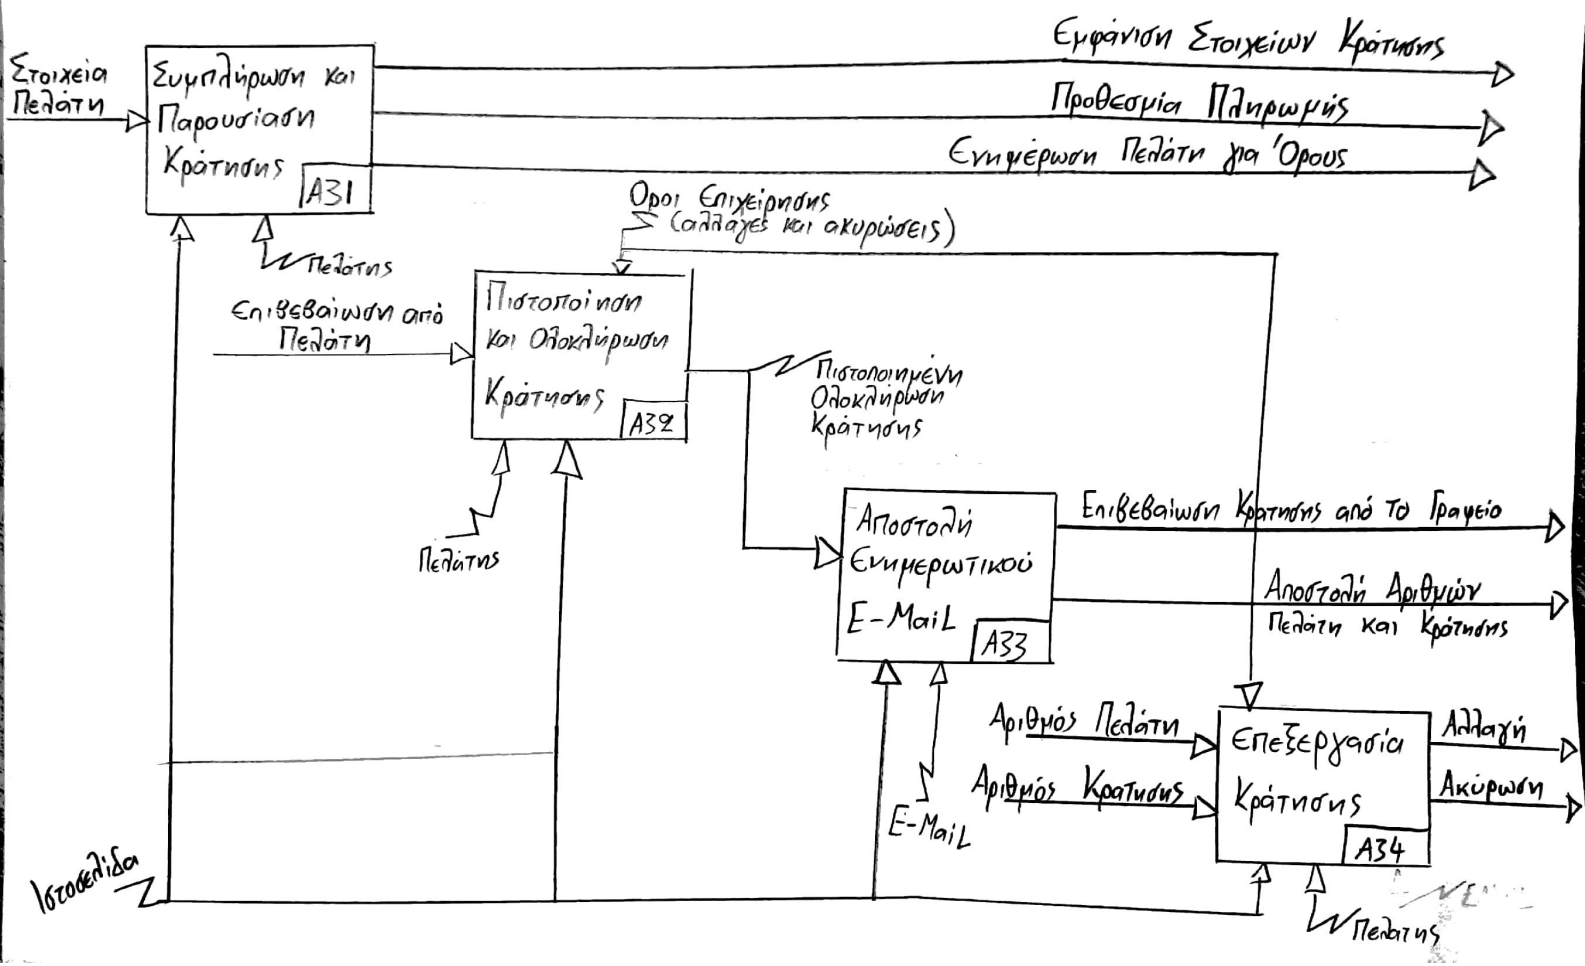 Στοιχεία
Πελάτη
Συμπλήρωση και
Παρουσίαση
Κράτησης
A31
Εμφάνιση Στοιχείων Κράτησης
Προθεσμία Πληρωμής
Ενημέρωση Πελάτη για Όρους
Πελάτης
Όροι Επιχείρησης
(αλλαγές και ακυρώσεις)
Επιβεβαίωση από
Πελάτη
Πιστοποίηση
και Ολοκλήρωση
Κράτησης
A32
Πιστοποιημένη
Ολοκλήρωση
Κράτησης
Πελάτης
Αποστολή
Ενημερωτικού
E-MaiL
A33
Επιβεβαίωση Κράτησης από το Γραφείο
Αποστολή Αριθμών
Πελάτη και Κράτησης
E-MaiL
Αριθμός Πελάτη
Αριθμός Κράτησης
Επεξεργασία
Κράτησης
A34
Αλλαγή
Ακύρωση
Πελάτης
Ιστοσελίδα